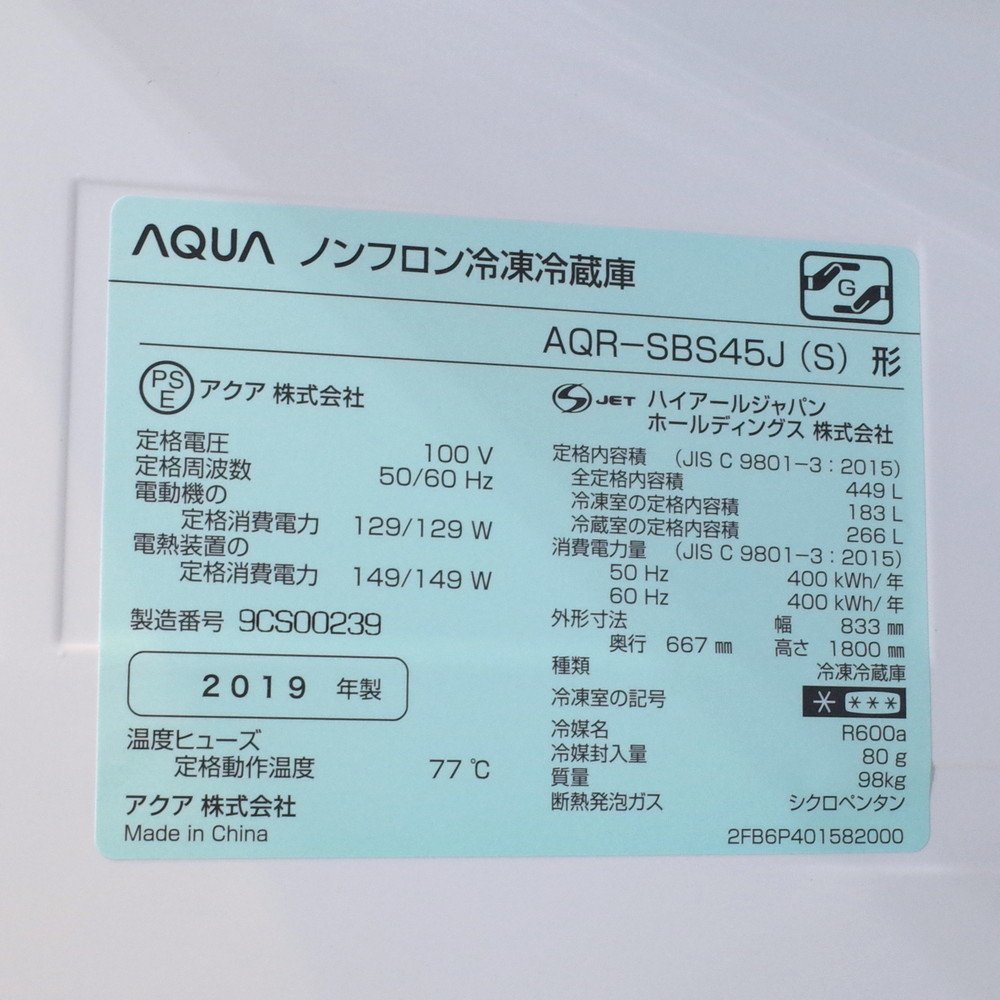 AQUA ノンフロン冷凍冷蔵庫
G
AQR-SBS45J (S) 形
PS
E
アクア 株式会社
定格電圧 100 V
定格周波数 50/60 Hz
電動機の
定格消費電力 129/129 W
電熱装置の
定格消費電力 149/149 W
製造番号 9CS00239
2019 年製
温度ヒューズ
定格動作温度 77 ℃
アクア 株式会社
Made in China
S JET ハイアールジャパン
ホールディングス 株式会社
定格内容積 (JIS C 9801-3：2015)
全定格内容積 449 L
冷凍室の定格内容積 183 L
冷蔵室の定格内容積 266 L
消費電力量 (JIS C 9801-3：2015)
50 Hz 400 kWh/年
60 Hz 400 kWh/年
外形寸法 幅 833 ㎜
奥行 667 ㎜ 高さ 1800 ㎜
種類 冷凍冷蔵庫
冷凍室の記号 * ***
冷媒名 R600a
冷媒封入量 80 g
質量 98kg
断熱発泡ガス シクロペンタン
2FB6P401582000